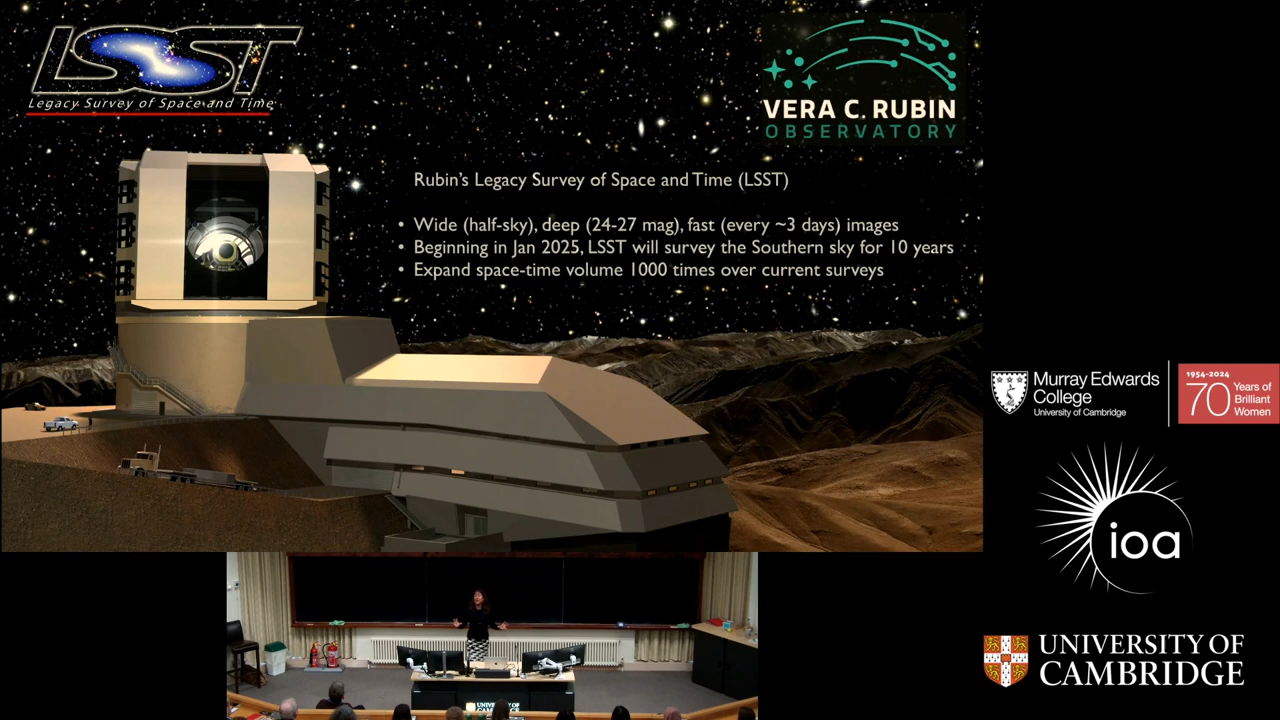 LSST
Legacy Survey of Space and Time
VERA C. RUBIN
OBSERVATORY
Rubin's Legacy Survey of Space and Time (LSST)
• Wide (half-sky), deep (24-27 mag), fast (every ~3 days) images
• Beginning in Jan 2025, LSST will survey the Southern sky for 10 years
• Expand space-time volume 1000 times over current surveys
Murray Edwards
College
University of Cambridge
1954-2024
70 Years of
Brilliant
Women
ioa
UNIVERSITY OF
CAMBRIDGE
UNIVERSITY OF